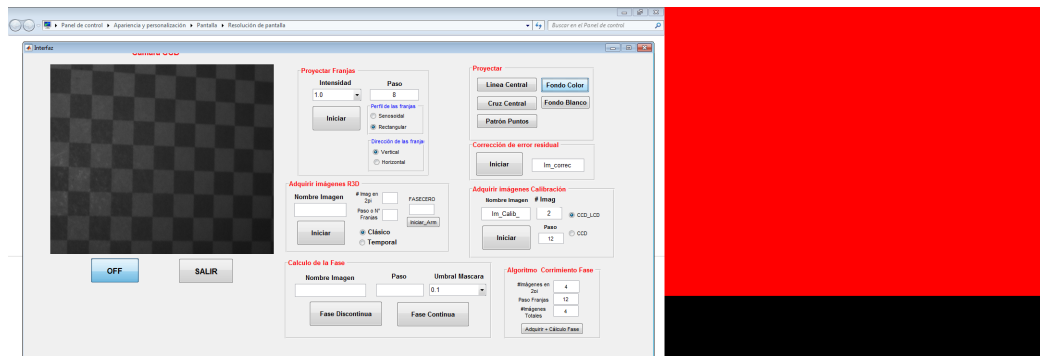 Panel de control ▸ Apariencia y personalización ▸ Pantalla ▸ Resolución de pantalla
Buscar en el Panel de control
Interfaz
Cámara CCD
OFF
SALIR
Proyectar Franjas
Intensidad
Paso
1.0
8
Iniciar
Perfil de las franjas
Senosoidal
Rectangular
Dirección de las franja
Vertical
Horizontal
Proyectar
Linea Central
Fondo Color
Cruz Central
Fondo Blanco
Patrón Puntos
Corrección de error residual
Iniciar
Im_correc
Adquirir imágenes R3D
Nombre Imagen
# Imag en
2pi
FASECERO
Paso o N°
Franjas
Iniciar_Arm
Iniciar
Clásico
Temporal
Adquirir imágenes Calibración
Nombre Imagen
# Imag
Im_Calib_
2
CCD_LCD
Paso
CCD
Iniciar
12
Calculo de la Fase
Nombre Imagen
Paso
Umbral Mascara
0.1
Fase Discontinua
Fase Continua
Algoritmo Corrimiento Fase
#Imágenes en
2pi
4
Paso Franjas
12
#Imágenes
Totales
4
Adquirir + Cálculo Fase